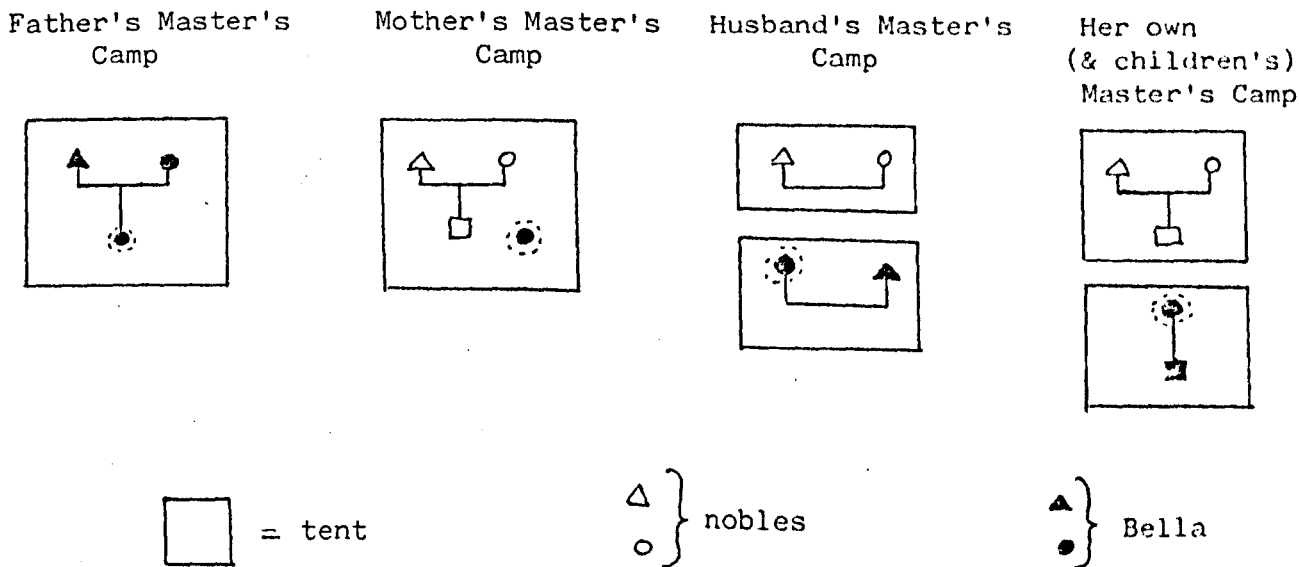 Father's Master's
Camp
Mother's Master's
Camp
Husband's Master's
Camp
Her own
(& children's)
Master's Camp
= tent
nobles
Bella